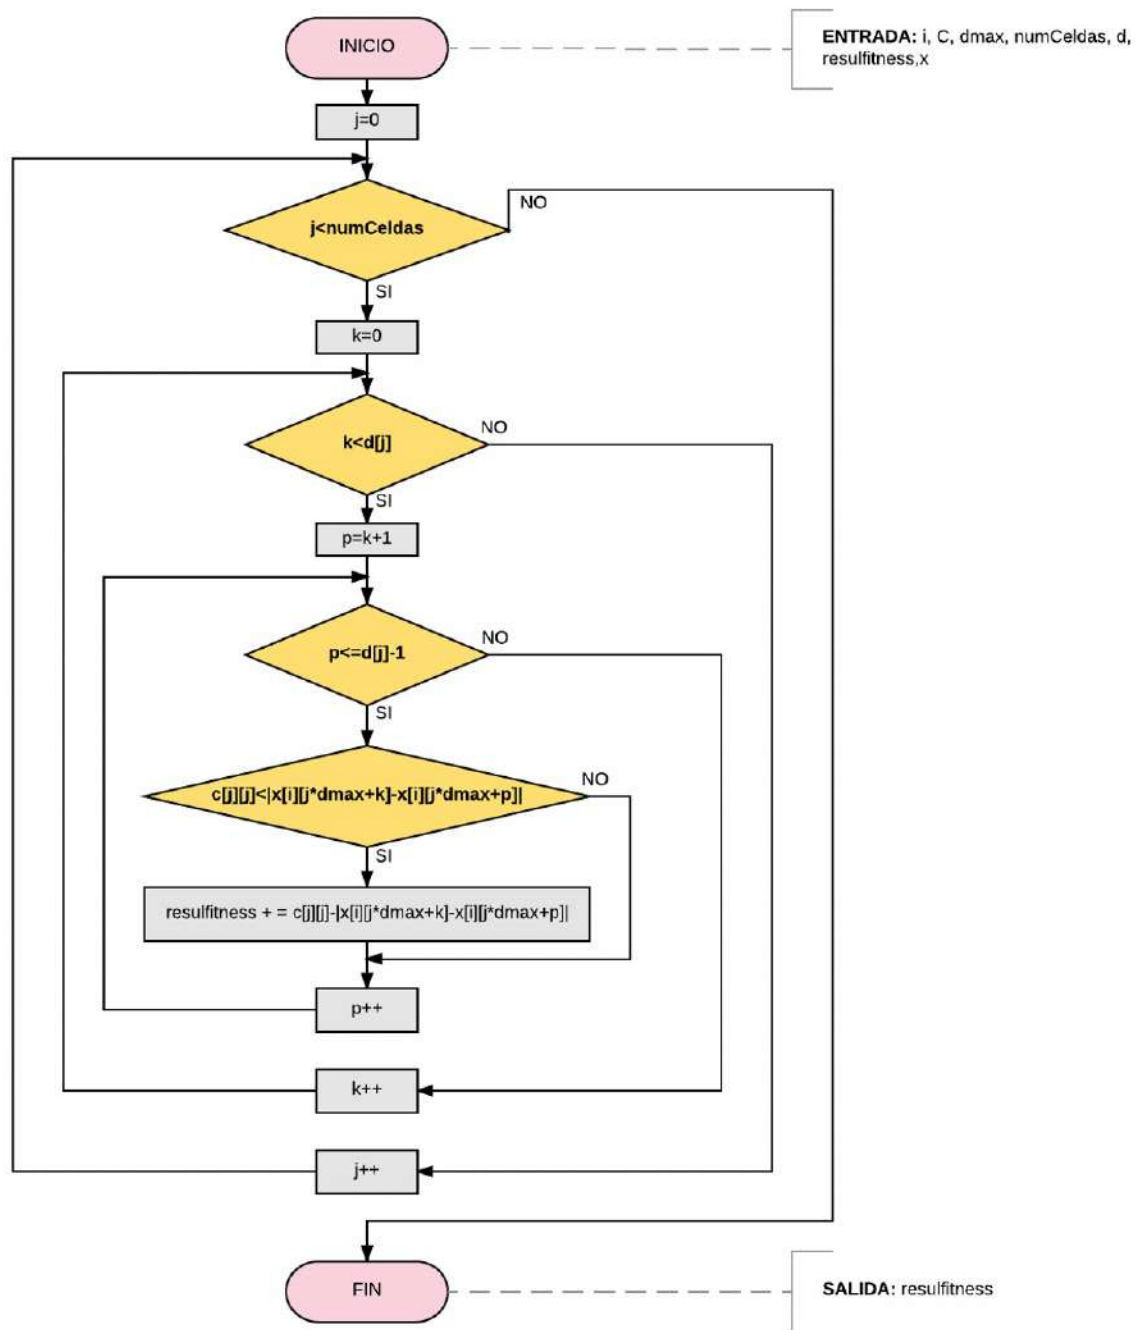 INICIO
ENTRADA: i, C, dmax, numCeldas, d,
resulfitness,x
j=0
j<numCeldas
NO
SI
k=0
k<d[j]
NO
SI
p=k+1
p<=d[j]-1
NO
SI
c[j][j]<|x[i][j*dmax+k]-x[i][j*dmax+p]|
NO
SI
resulfitness + = c[j][j]-|x[i][j*dmax+k]-x[i][j*dmax+p]|
p++
k++
j++
FIN
SALIDA: resulfitness